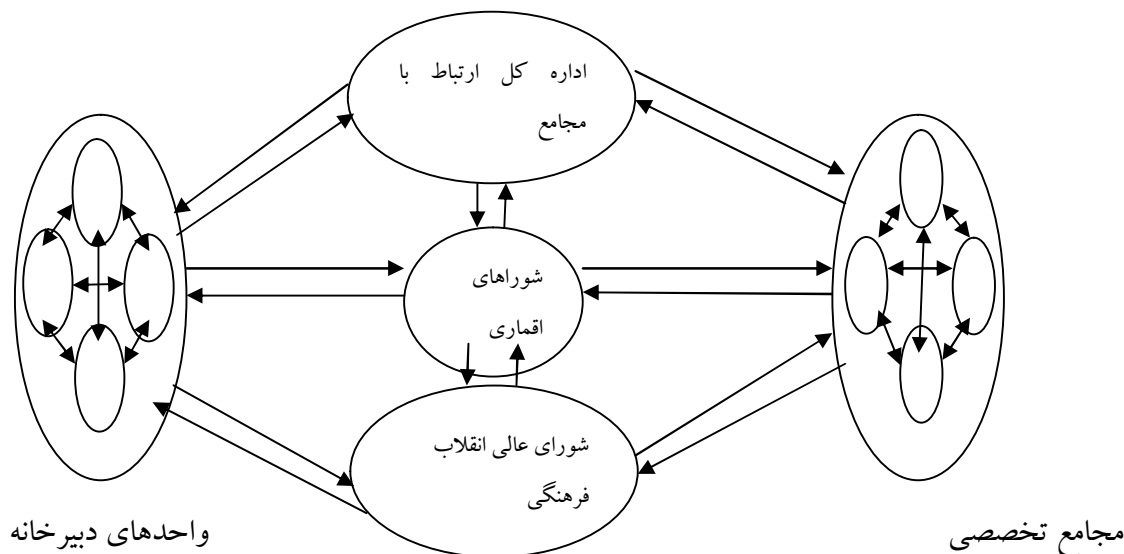 اداره کل ارتباط با
مجامع
شوراهای
اقماری
شورای عالی انقلاب
فرهنگی
مجامع تخصصی
واحدهای دبیرخانه